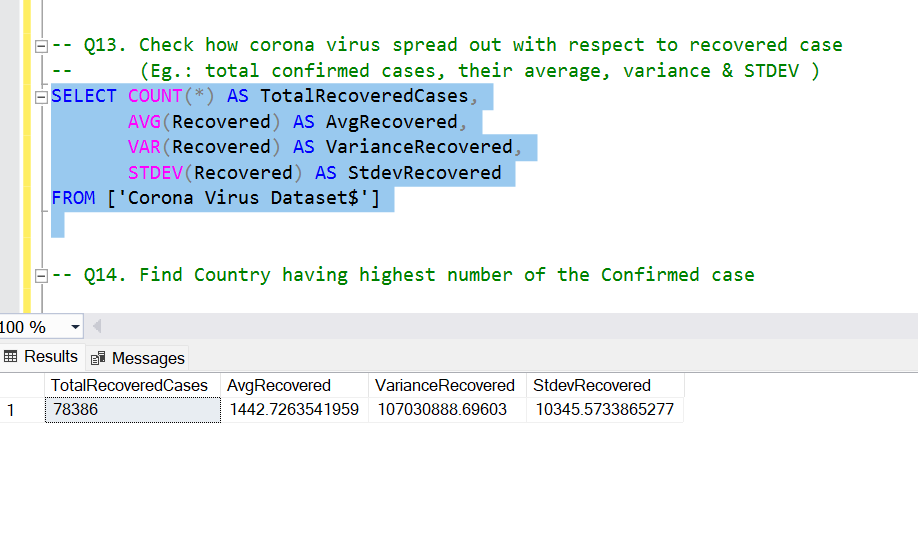 -- Q13. Check how corona virus spread out with respect to recovered case
-- (Eg.: total confirmed cases, their average, variance & STDEV )
SELECT COUNT(*) AS TotalRecoveredCases,
AVG(Recovered) AS AvgRecovered,
VAR(Recovered) AS VarianceRecovered,
STDEV(Recovered) AS StdevRecovered
FROM ['Corona Virus Dataset$']
-- Q14. Find Country having highest number of the Confirmed case
100 %
Results Messages
TotalRecoveredCases AvgRecovered VarianceRecovered StdevRecovered
1 78386 1442.7263541959 107030888.69603 10345.5733865277